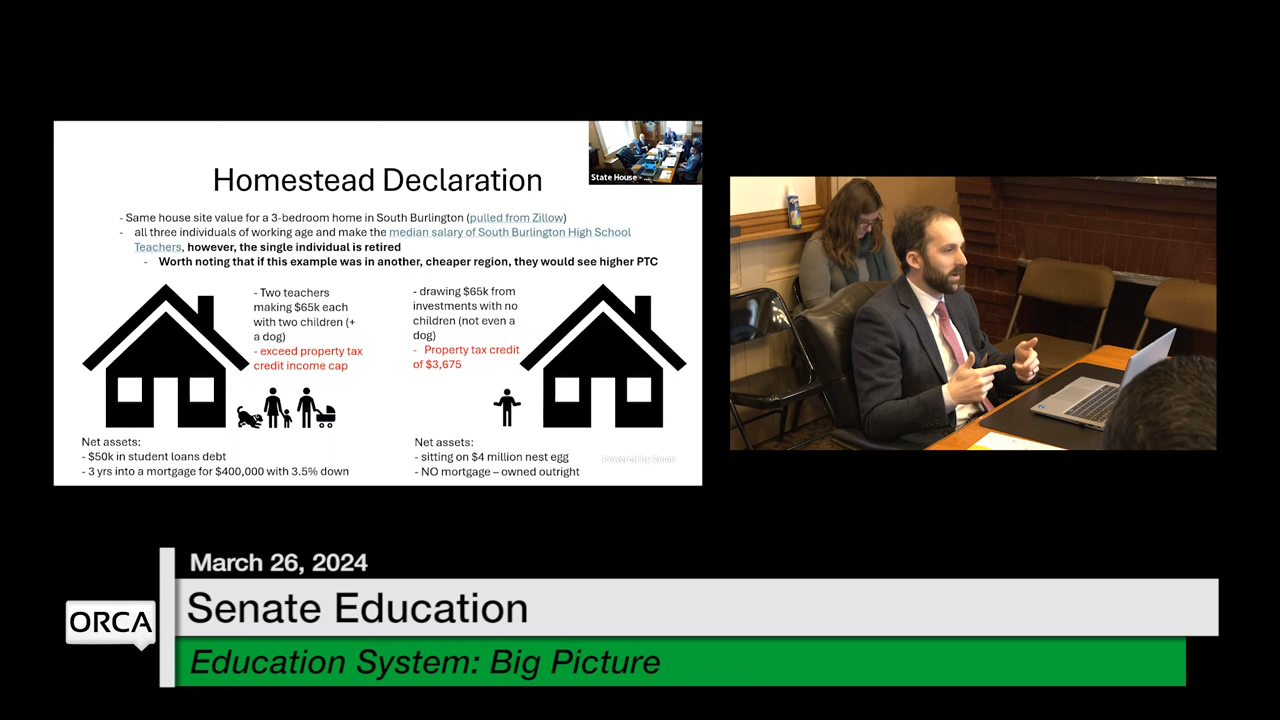 State House - ...
Homestead Declaration
- Same house site value for a 3-bedroom home in South Burlington (pulled from Zillow)
- all three individuals of working age and make the median salary of South Burlington High School
Teachers, however, the single individual is retired
- Worth noting that if this example was in another, cheaper region, they would see higher PTC
- Two teachers
making $65k each
with two children (+
a dog)
- exceed property tax
credit income cap
- drawing $65k from
investments with no
children (not even a
dog)
- Property tax credit
of $3,675
Net assets:
- $50k in student loans debt
- 3 yrs into a mortgage for $400,000 with 3.5% down
Net assets:
- sitting on $4 million nest egg
- NO mortgage – owned outright
Powered by Zoom
March 26, 2024
ORCA
Senate Education
Education System: Big Picture